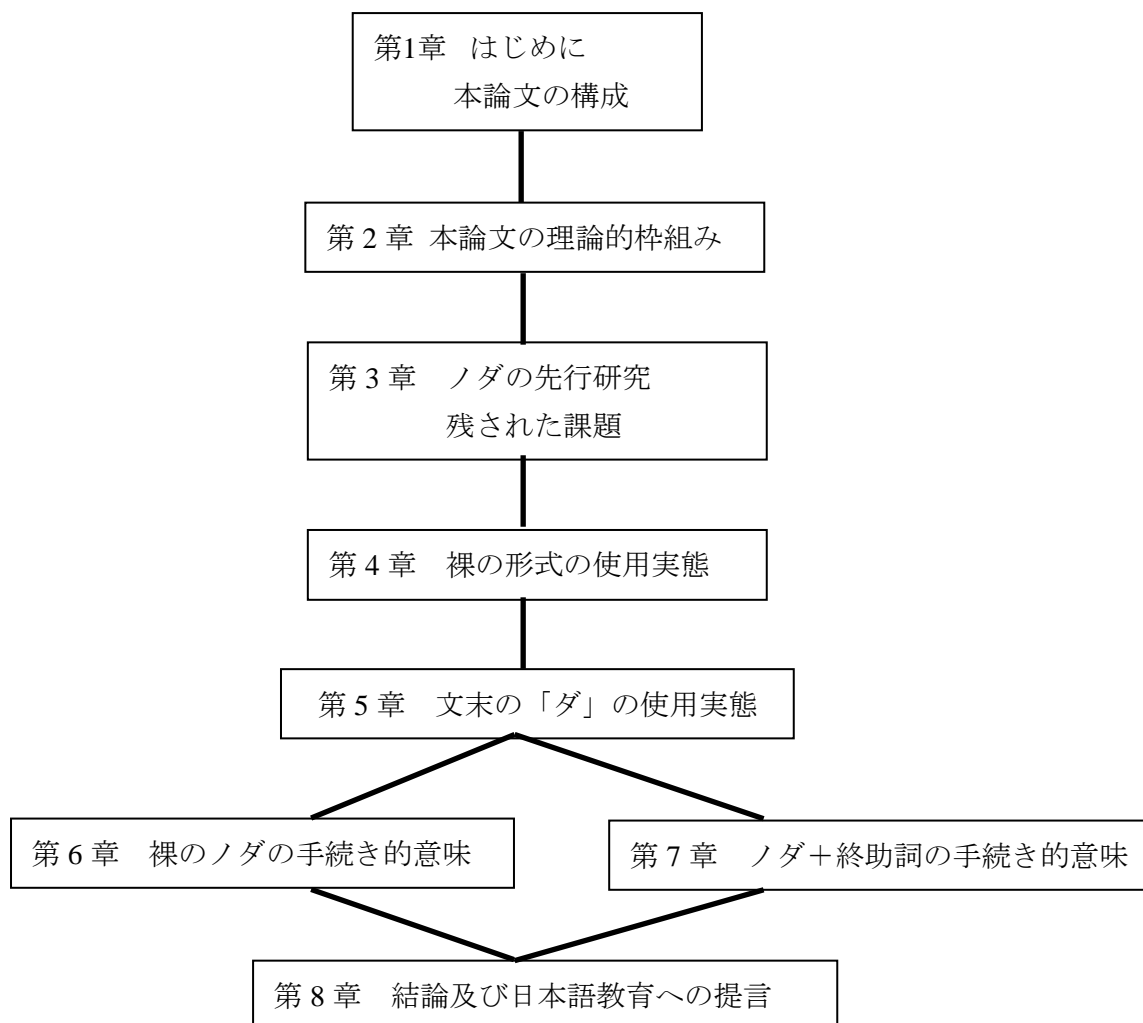 第1章 はじめに
本論文の構成
第 2 章 本論文の理論的枠組み
第 3 章 ノダの先行研究
残された課題
第 4 章 裸の形式の使用実態
第 5 章 文末の「ダ」の使用実態
第 6 章 裸のノダの手続き的意味
第 7 章 ノダ＋終助詞の手続き的意味
第 8 章 結論及び日本語教育への提言